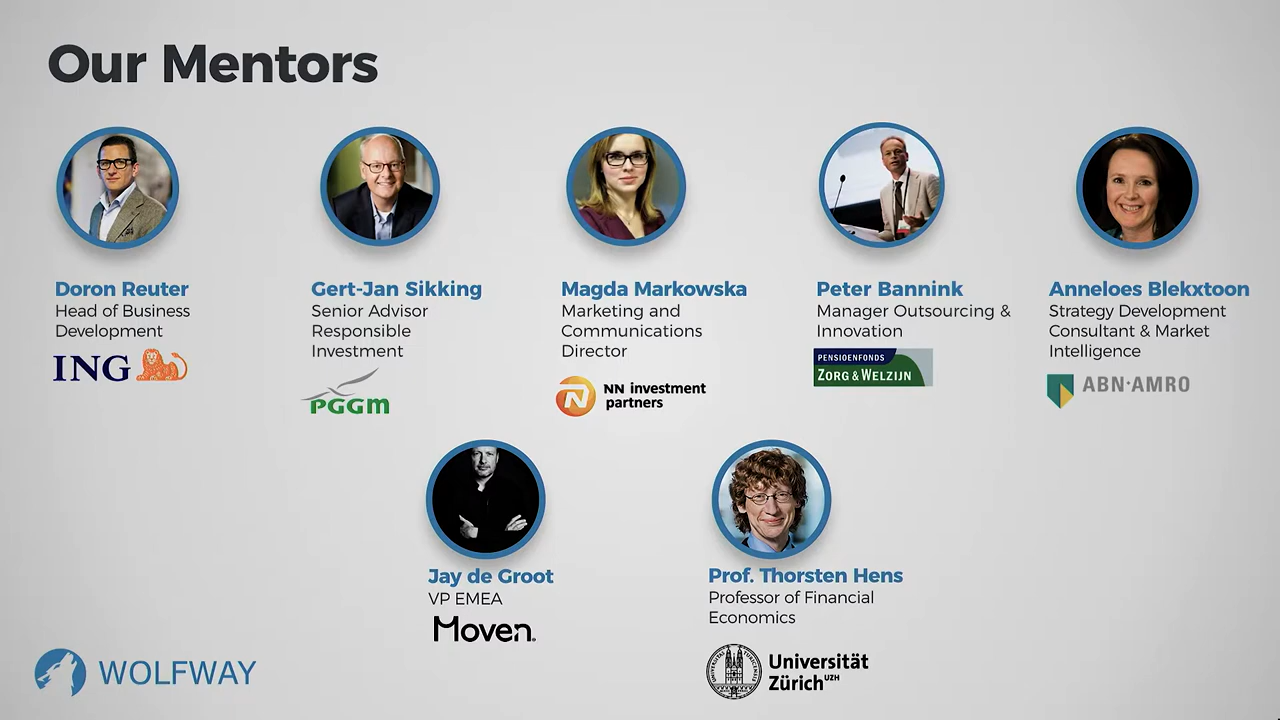 Our Mentors
Doron Reuter
Head of Business
Development
ING
Gert-Jan Sikking
Senior Advisor
Responsible
Investment
PGGM
Magda Markowska
Marketing and
Communications
Director
NN investment
partners
Peter Bannink
Manager Outsourcing &
Innovation
PENSIOENFONDS
ZORG & WELZIJN
Anneloes Blekxtoon
Strategy Development
Consultant & Market
Intelligence
ABN·AMRO
Jay de Groot
VP EMEA
Moven
Prof. Thorsten Hens
Professor of Financial
Economics
Universität
Zürich UZH
WOLFWAY